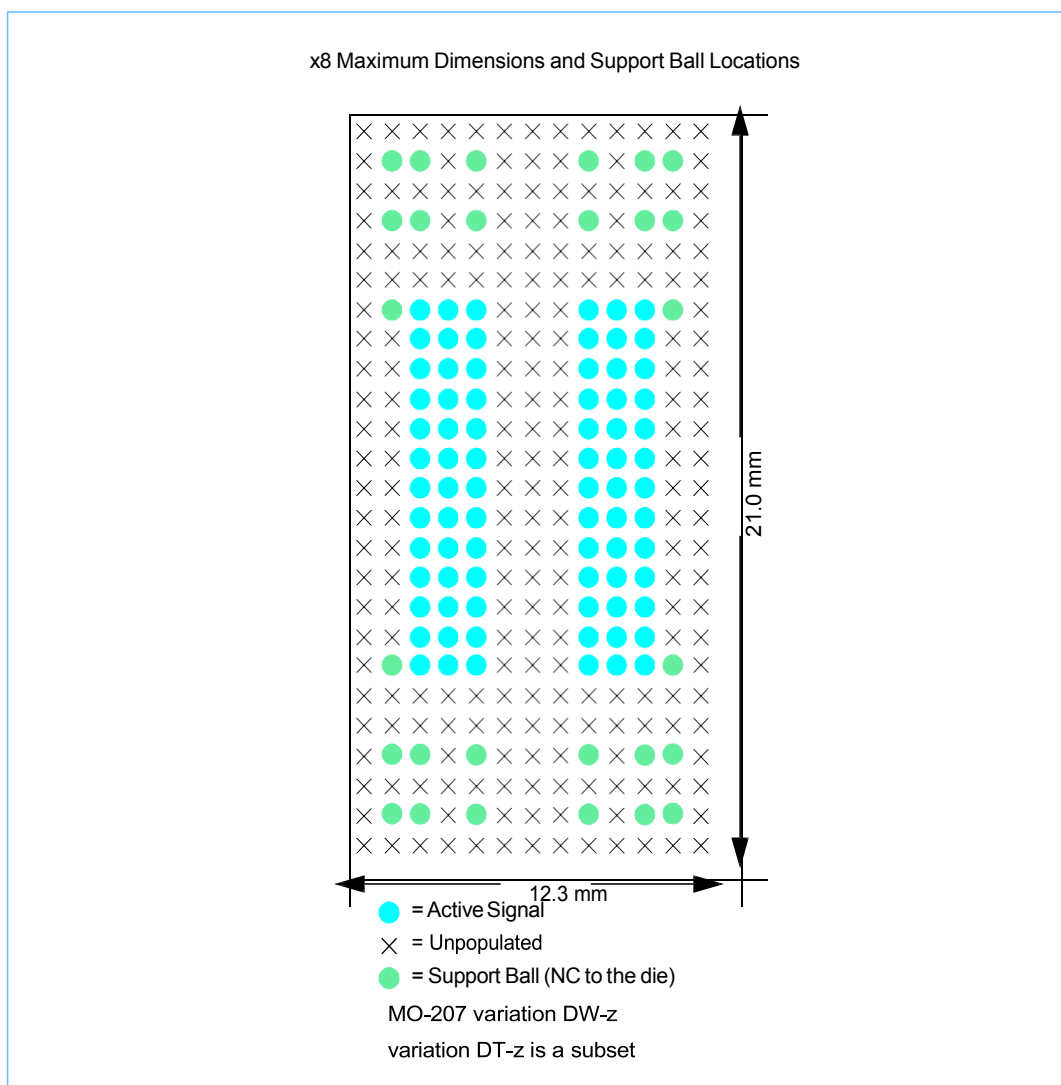 x8 Maximum Dimensions and Support Ball Locations
21.0 mm
12.3 mm
= Active Signal
= Unpopulated
= Support Ball (NC to the die)
MO-207 variation DW-z
variation DT-z is a subset